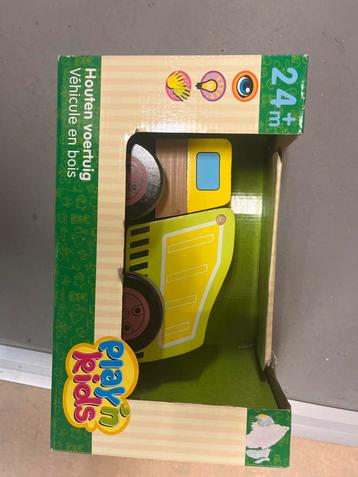 24+
m
Houten voertuig
Véhicule en bois
play'n
kids